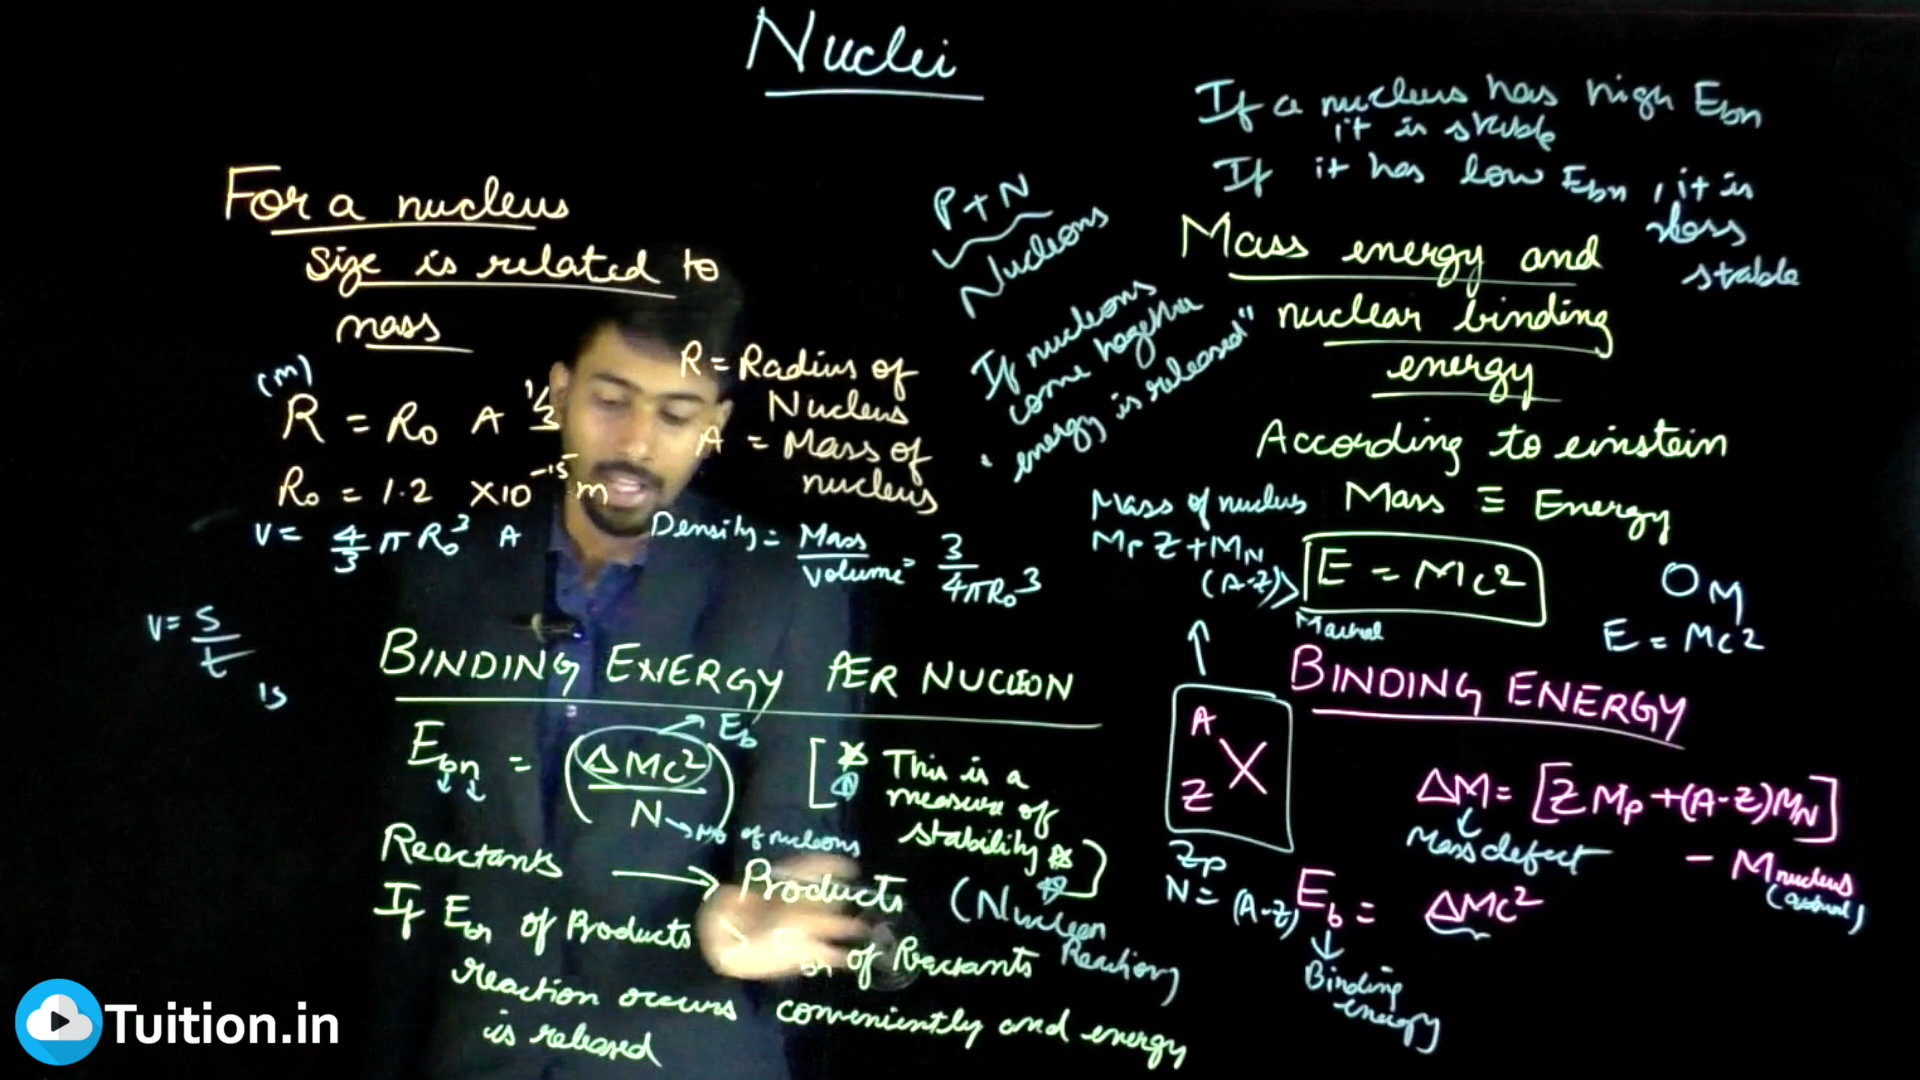 Nuclei
For a nucleus
size is related to
mass
(m)
R = R₀ A 1/3
R₀ = 1.2 X10⁻¹⁵ m
V = 4/3 π R₀³ A
R = Radius of
Nucleus
A = Mass of
nucleus
Density = Mass/Volume = 3/4πR₀³
V = S/t
1s
P + N
Nucleons
If nucleons
come together
"energy is released"
If a nucleus has high Ebn
it is stable
If it has low Ebn, it is
less
stable
Mass energy and
nuclear binding
energy
According to einstein
Mass ≡ Energy
Mass of nucleus
MP Z + MN
(A-Z)
E = Mc²
O M
E = Mc²
BINDING ENERGY PER NUCLEON
Ebn = (ΔMc²/N)
→ Eb
→ No of nucleons
This is a
measure of
stability
Reactants → Products (Nuclear
Reaction)
If Ebn of Products > Ebn of Reactants
reaction occurs conveniently and energy
is released
BINDING ENERGY
A
X
Z
ZP
N = (A-Z)
ΔM = [Z MP + (A-Z) MN]
- Mnucleus
(actual)
Mass defect
Eb = ΔMc²
Binding
energy
Tuition.in